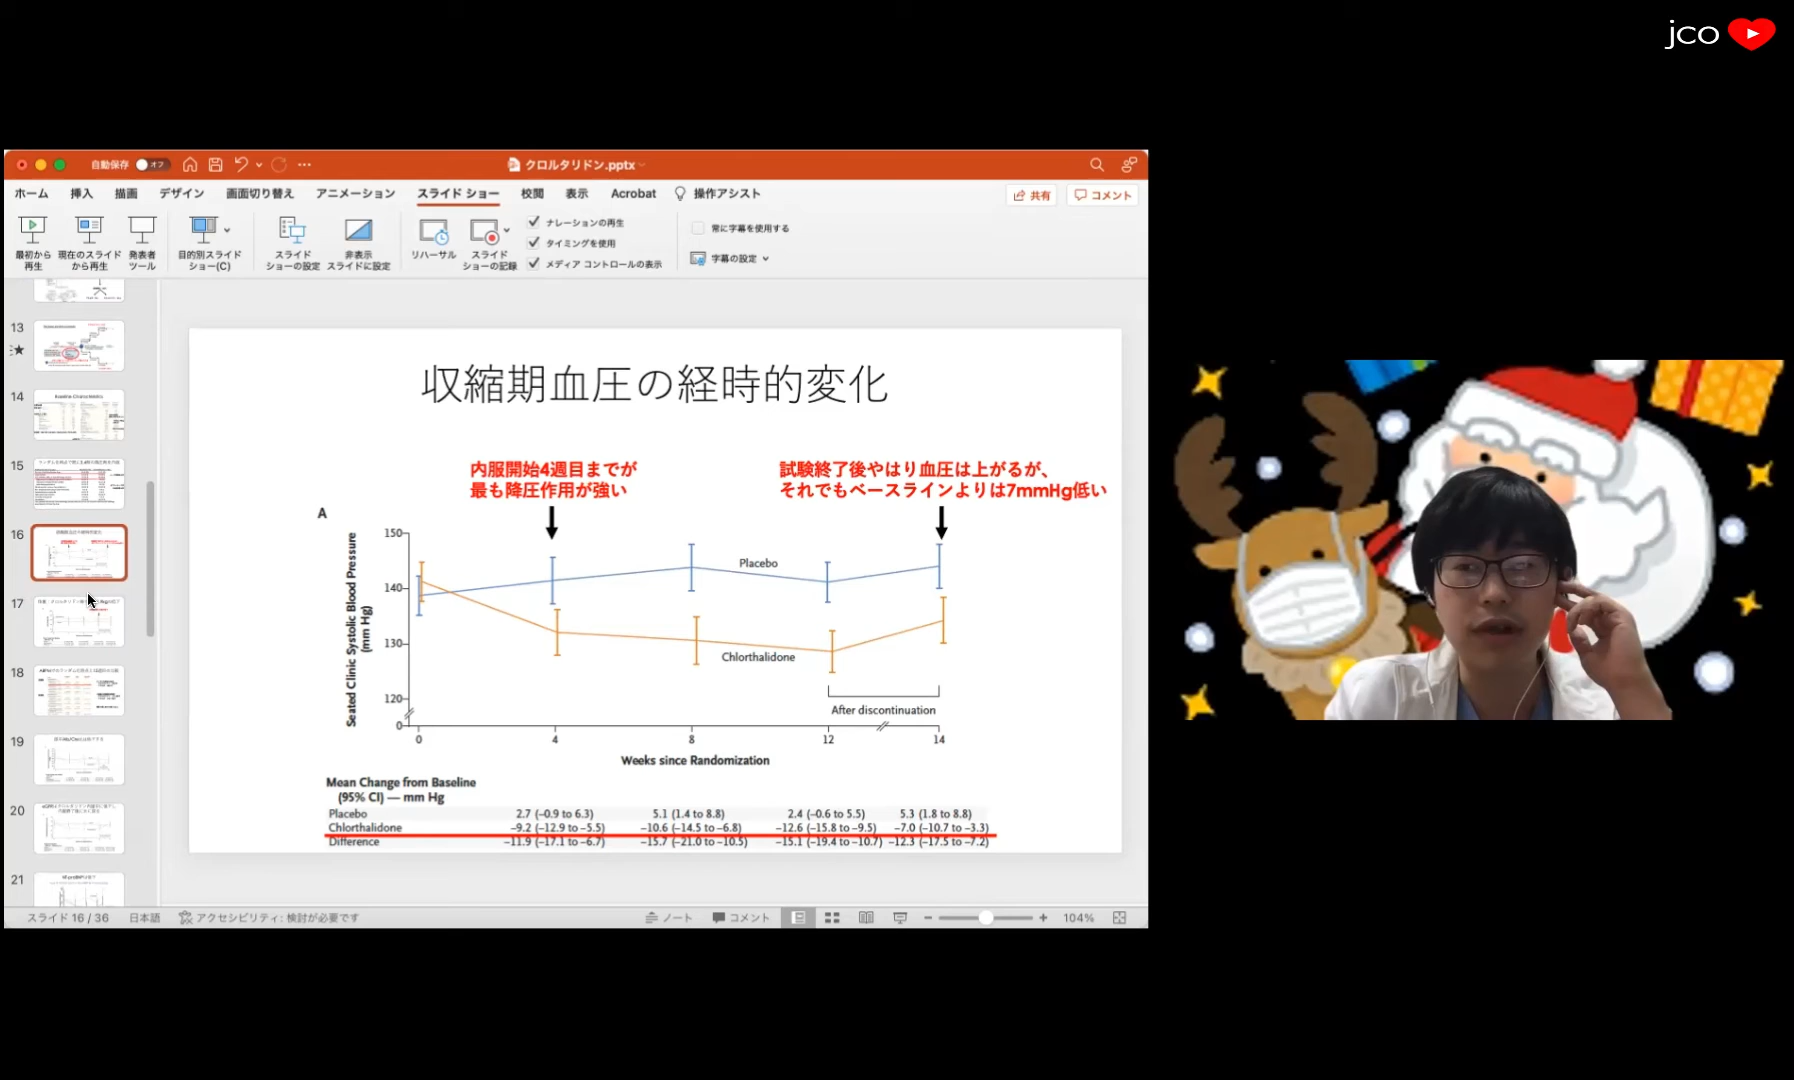 jco
自動保存 オフ
クロルタリドン.pptx
ホーム 挿入 描画 デザイン 画面切り替え アニメーション スライド ショー 校閲 表示 Acrobat 操作アシスト
共有 コメント
最初から
再生
現在のスライド
から再生
発表者
ツール
目的別スライド
ショー(C)
スライド
ショーの設定
非表示
スライドに設定
リハーサル
スライド
ショーの記録
ナレーションの再生
タイミングを使用
メディア コントロールの表示
常に字幕を使用する
字幕の設定
13
14
15
16
17
18
19
20
21
収縮期血圧の経時的変化
内服開始4週目までが
最も降圧作用が強い
試験終了後やはり血圧は上がるが、
それでもベースラインよりは7mmHg低い
A
Seated Clinic Systolic Blood Pressure
(mm Hg)
150
140
130
120
0
Placebo
Chlorthalidone
After discontinuation
0 4 8 12 14
Weeks since Randomization
Mean Change from Baseline
(95% CI) — mm Hg
Placebo 2.7 (–0.9 to 6.3) 5.1 (1.4 to 8.8) 2.4 (–0.6 to 5.5) 5.3 (1.8 to 8.8)
Chlorthalidone –9.2 (–12.9 to –5.5) –10.6 (–14.5 to –6.8) –12.6 (–15.8 to –9.5) –7.0 (–10.7 to –3.3)
Difference –11.9 (–17.1 to –6.7) –15.7 (–21.0 to –10.5) –15.1 (–19.4 to –10.7) –12.3 (–17.5 to –7.2)
スライド 16 / 36 日本語 アクセシビリティ: 検討が必要です
ノート コメント 104%